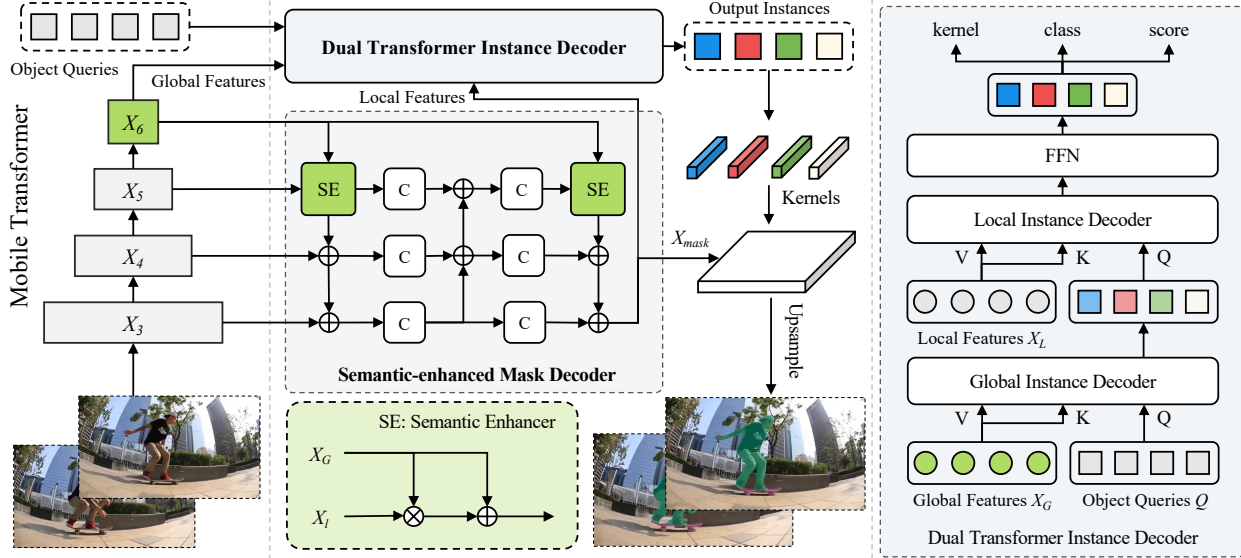 Object Queries
Global Features
Mobile Transformer
X6
X5
X4
X3
Dual Transformer Instance Decoder
Local Features
SE
C
C
SE
C
C
C
C
Semantic-enhanced Mask Decoder
SE: Semantic Enhancer
XG
Xl
Output Instances
Kernels
Xmask
Upsample
kernel
class
score
FFN
Local Instance Decoder
V
K
Q
Local Features XL
Global Instance Decoder
V
K
Q
Global Features XG
Object Queries Q
Dual Transformer Instance Decoder